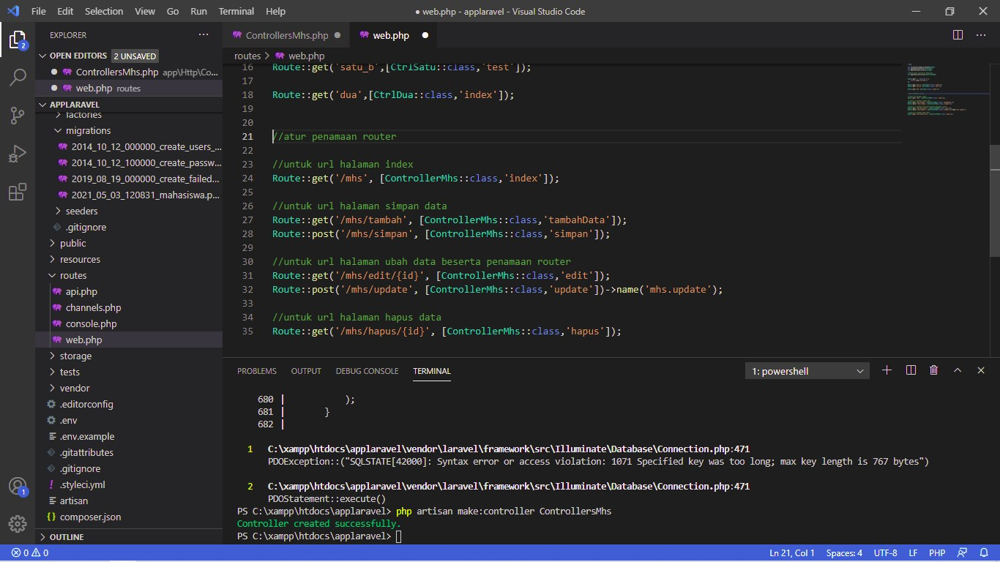 File Edit Selection View Go Run Terminal Help
● web.php - applaravel - Visual Studio Code
EXPLORER
OPEN EDITORS 2 UNSAVED
ControllersMhs.php app\Http\Co...
web.php routes
APPLARAVEL
factories
migrations
2014_10_12_000000_create_users_...
2014_10_12_100000_create_passw...
2019_08_19_000000_create_failed...
2021_05_03_120831_mahasiswa.p...
seeders
.gitignore
public
resources
routes
api.php
channels.php
console.php
web.php
storage
tests
vendor
.editorconfig
.env
.env.example
.gitattributes
.gitignore
.styleci.yml
artisan
composer.json
OUTLINE
2
1
ControllersMhs.php
web.php
routes > web.php
16 Route::get('satu_b',[CtrlSatu::class,'test']);
17
18 Route::get('dua',[CtrlDua::class,'index']);
19
20
21 //atur penamaan router
22
23 //untuk url halaman index
24 Route::get('/mhs', [ControllerMhs::class,'index']);
25
26 //untuk url halaman simpan data
27 Route::get('/mhs/tambah', [ControllerMhs::class,'tambahData']);
28 Route::post('/mhs/simpan', [ControllerMhs::class,'simpan']);
29
30 //untuk url halaman ubah data beserta penamaan router
31 Route::get('/mhs/edit/{id}', [ControllerMhs::class,'edit']);
32 Route::post('/mhs/update', [ControllerMhs::class,'update'])->name('mhs.update');
33
34 //untuk url halaman hapus data
35 Route::get('/mhs/hapus/{id}', [ControllerMhs::class,'hapus']);
PROBLEMS OUTPUT DEBUG CONSOLE TERMINAL
1: powershell
680 | );
681 | }
682 |
1 C:\xampp\htdocs\applaravel\vendor\laravel\framework\src\Illuminate\Database\Connection.php:471
PDOException::("SQLSTATE[42000]: Syntax error or access violation: 1071 Specified key was too long; max key length is 767 bytes")
2 C:\xampp\htdocs\applaravel\vendor\laravel\framework\src\Illuminate\Database\Connection.php:471
PDOStatement::execute()
PS C:\xampp\htdocs\applaravel> php artisan make:controller ControllersMhs
Controller created successfully.
PS C:\xampp\htdocs\applaravel>
0 0
Ln 21, Col 1 Spaces: 4 UTF-8 LF PHP